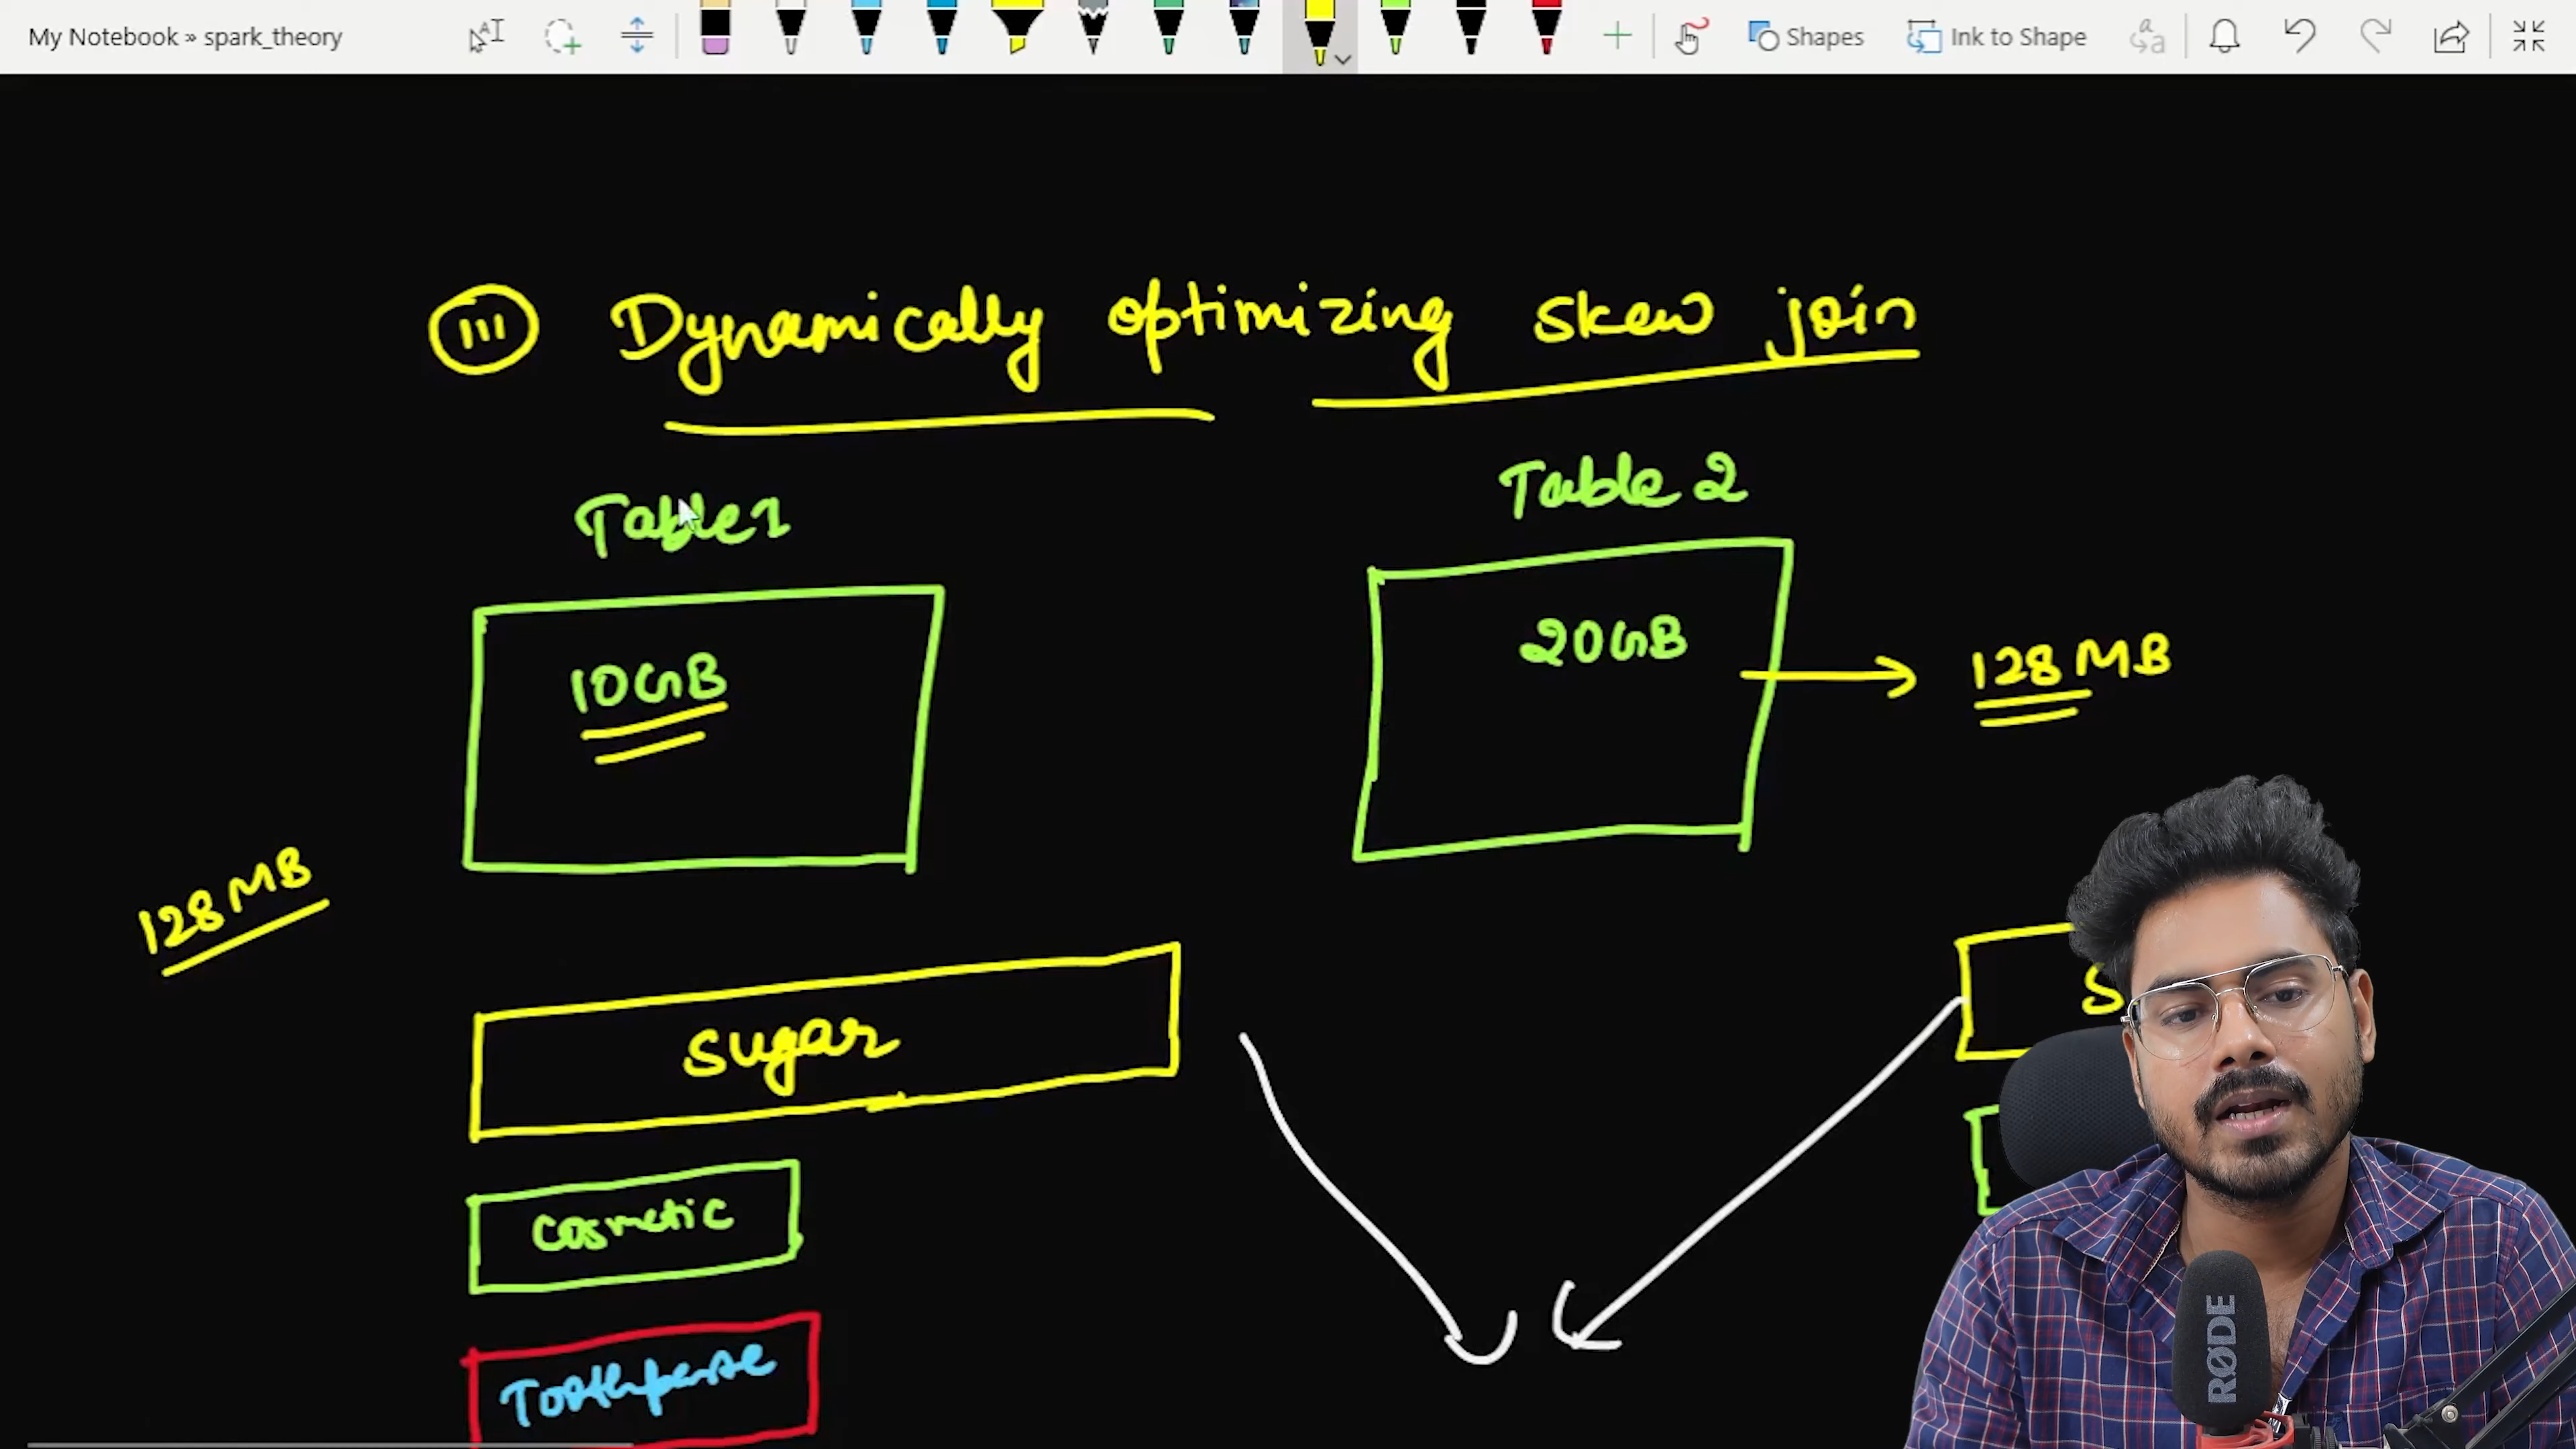 My Notebook » spark_theory
Shapes
Ink to Shape
III Dynamically optimizing skew join
Table 1
Table 2
10GB
20GB
128 MB
128 MB
Sugar
S
Cosmetic
Toothpaste
RØDE